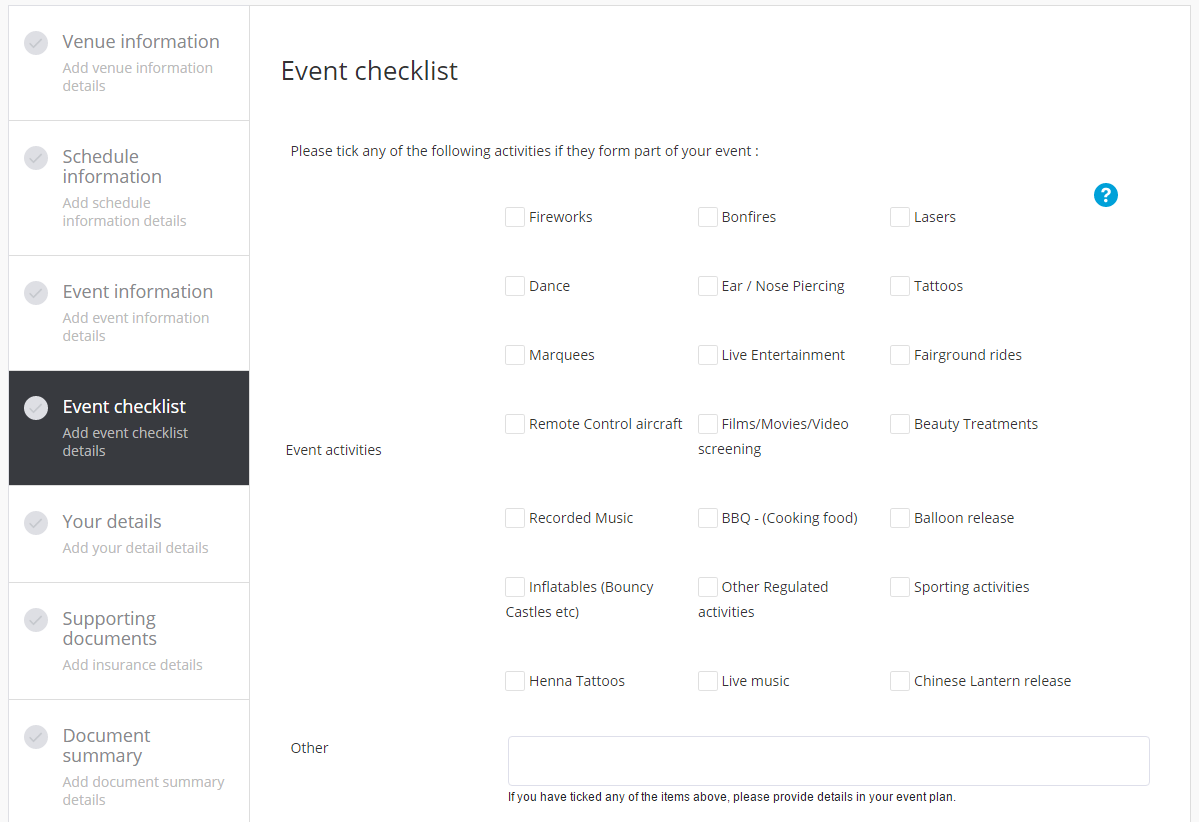 Venue information
Add venue information
details
Schedule
information
Add schedule
information details
Event information
Add event information
details
Event checklist
Add event checklist
details
Your details
Add your detail details
Supporting
documents
Add insurance details
Document
summary
Add document summary
details
Event checklist
Please tick any of the following activities if they form part of your event :
?
Event activities
Fireworks
Bonfires
Lasers
Dance
Ear / Nose Piercing
Tattoos
Marquees
Live Entertainment
Fairground rides
Remote Control aircraft
Films/Movies/Video
screening
Beauty Treatments
Recorded Music
BBQ - (Cooking food)
Balloon release
Inflatables (Bouncy
Castles etc)
Other Regulated
activities
Sporting activities
Henna Tattoos
Live music
Chinese Lantern release
Other
If you have ticked any of the items above, please provide details in your event plan.